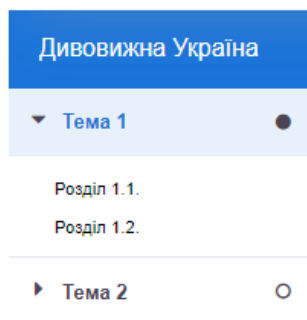 Дивовижна Україна
Тема 1
Розділ 1.1.
Розділ 1.2.
Тема 2